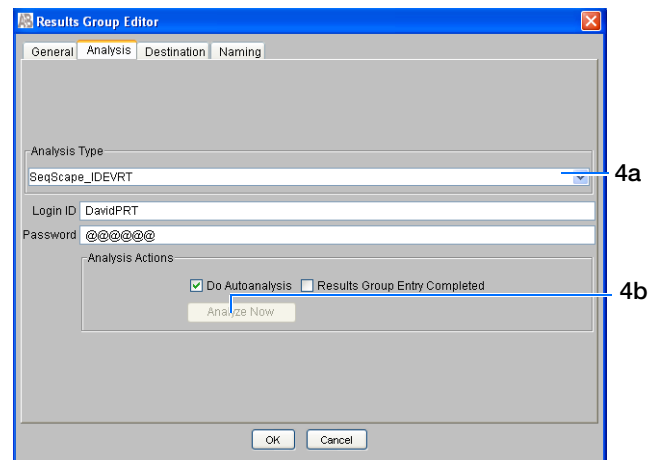 AB Results Group Editor
General Analysis Destination Naming
Analysis Type
SeqScape_IDEVRT
4a
Login ID DavidPRT
Password @@@@@@
Analysis Actions
Do Autoanalysis Results Group Entry Completed
4b
Analyze Now
OK Cancel